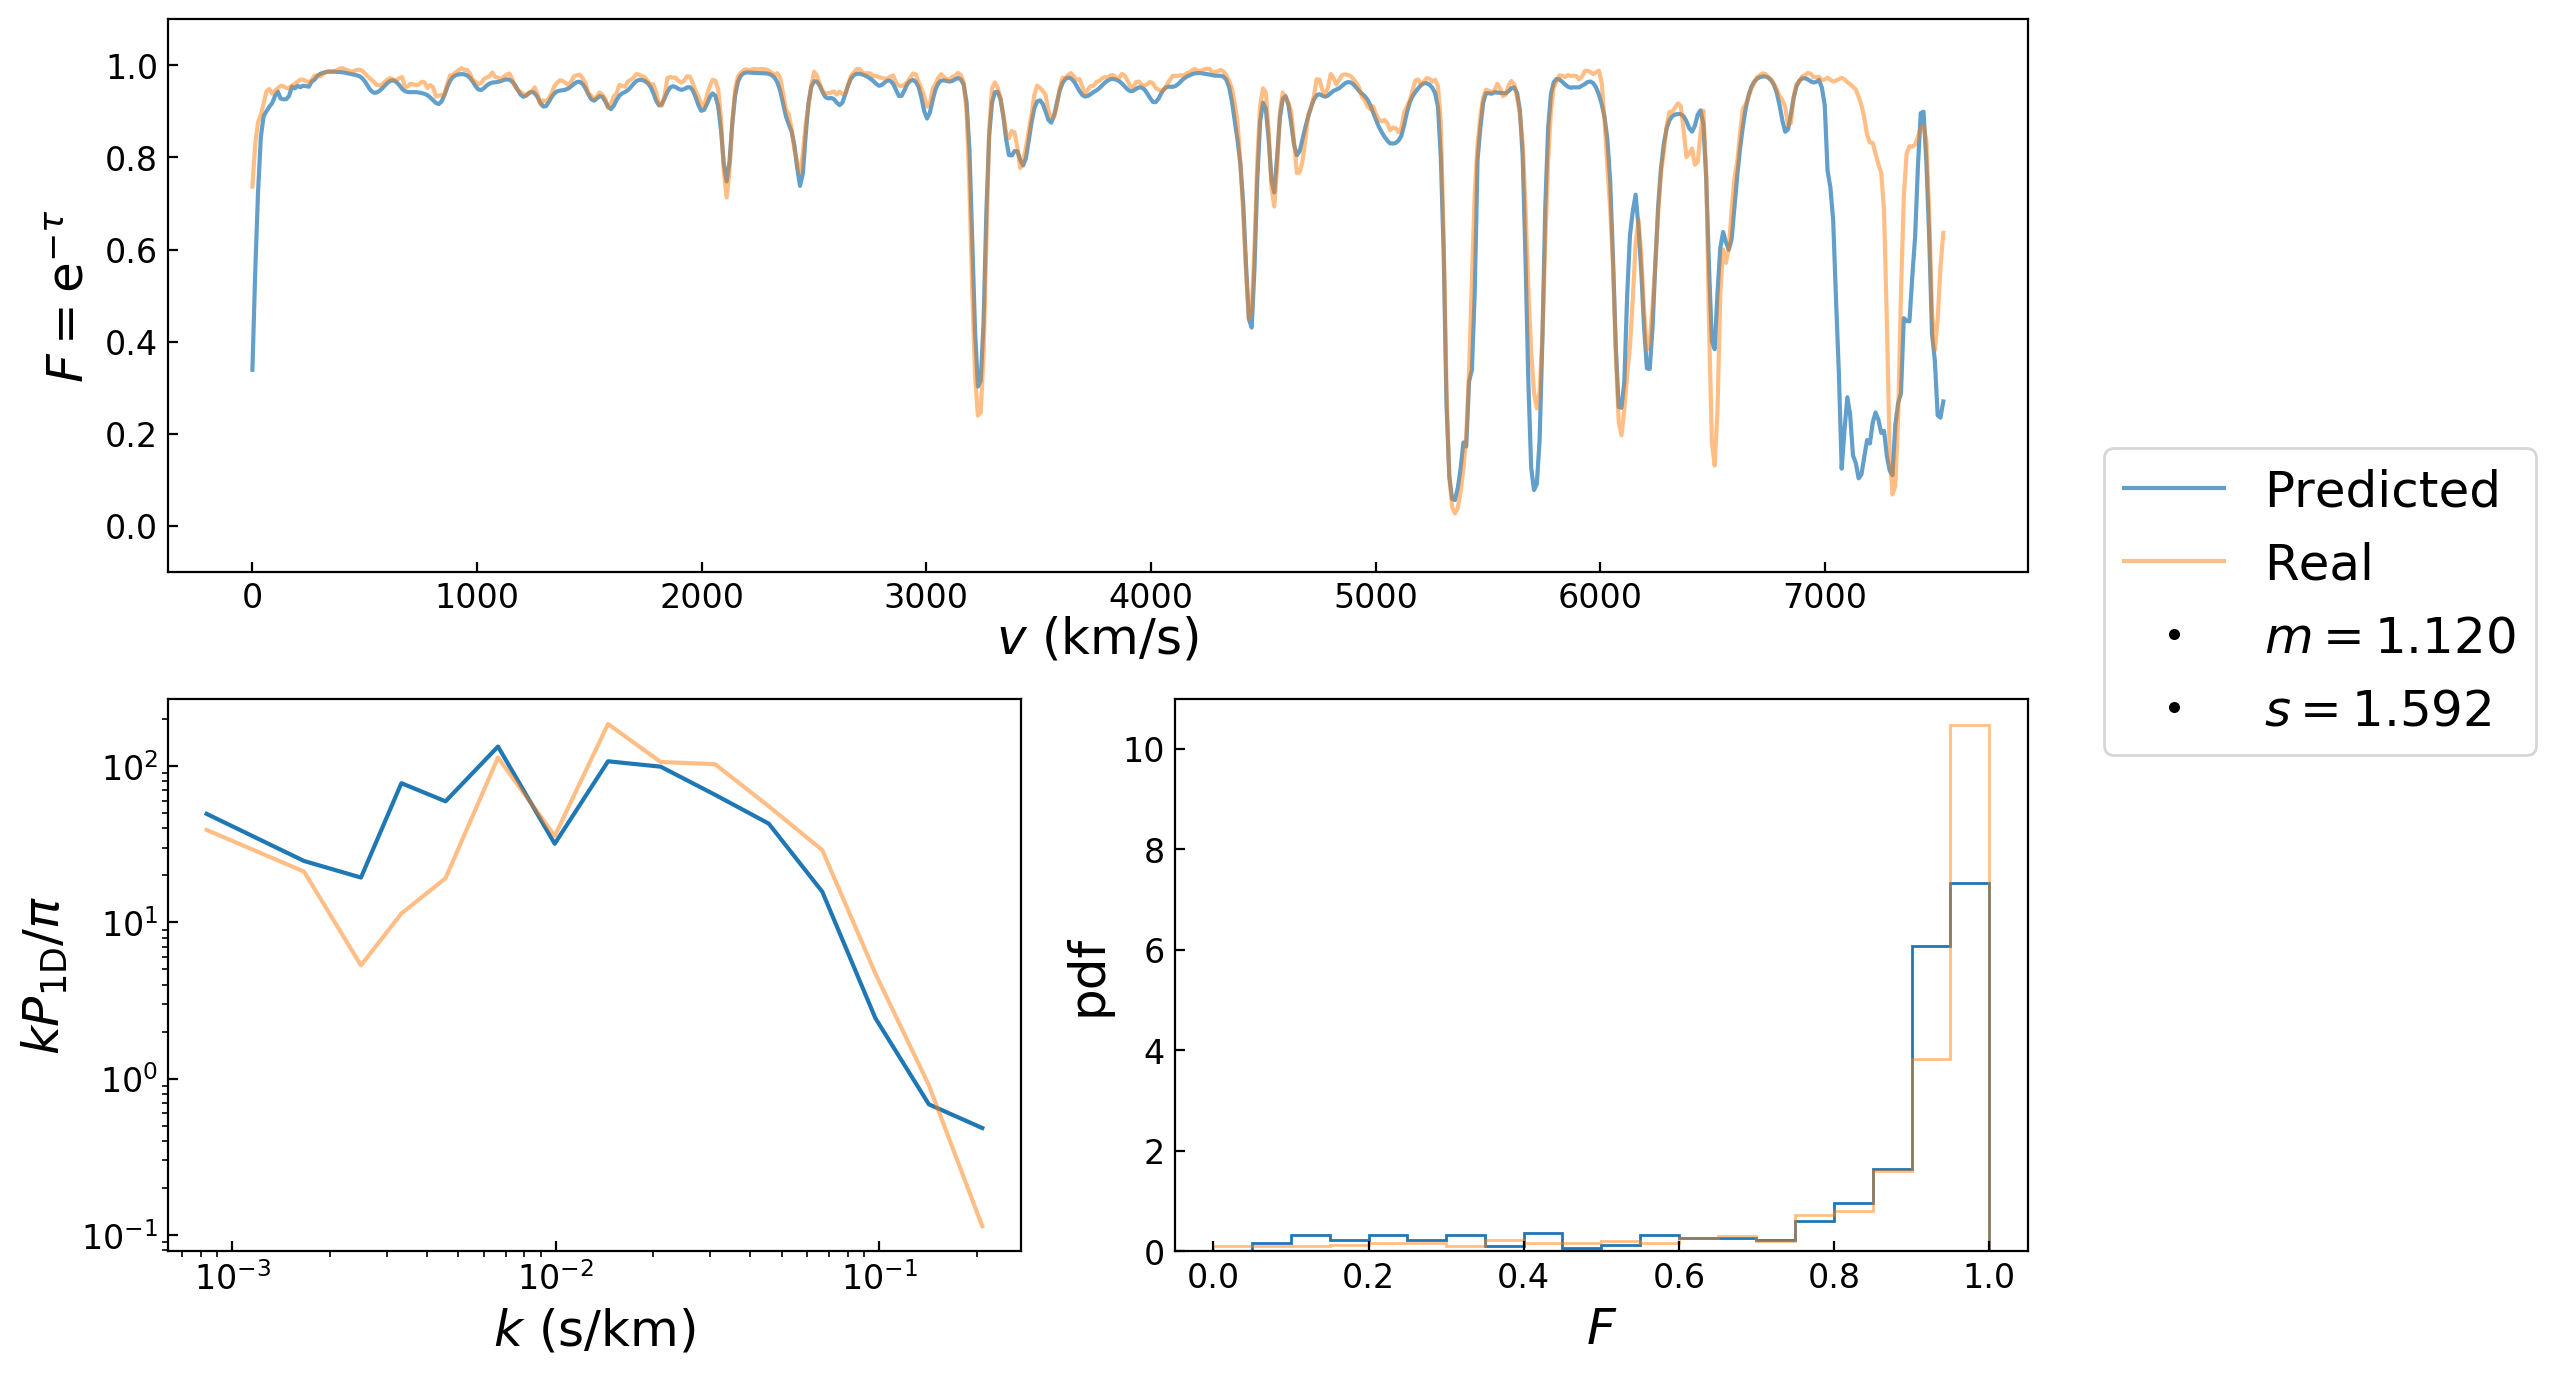 1.0
0.8
0.6
0.4
0.2
0.0
F = e^{−τ}
0 1000 2000 3000 4000 5000 6000 7000
v (km/s)
Predicted
Real
m = 1.120
s = 1.592
10^2
10^1
10^0
10^{−1}
kP_{1D}/π
10^{−3} 10^{−2} 10^{−1}
k (s/km)
10
8
6
4
2
0
pdf
0.0 0.2 0.4 0.6 0.8 1.0
F